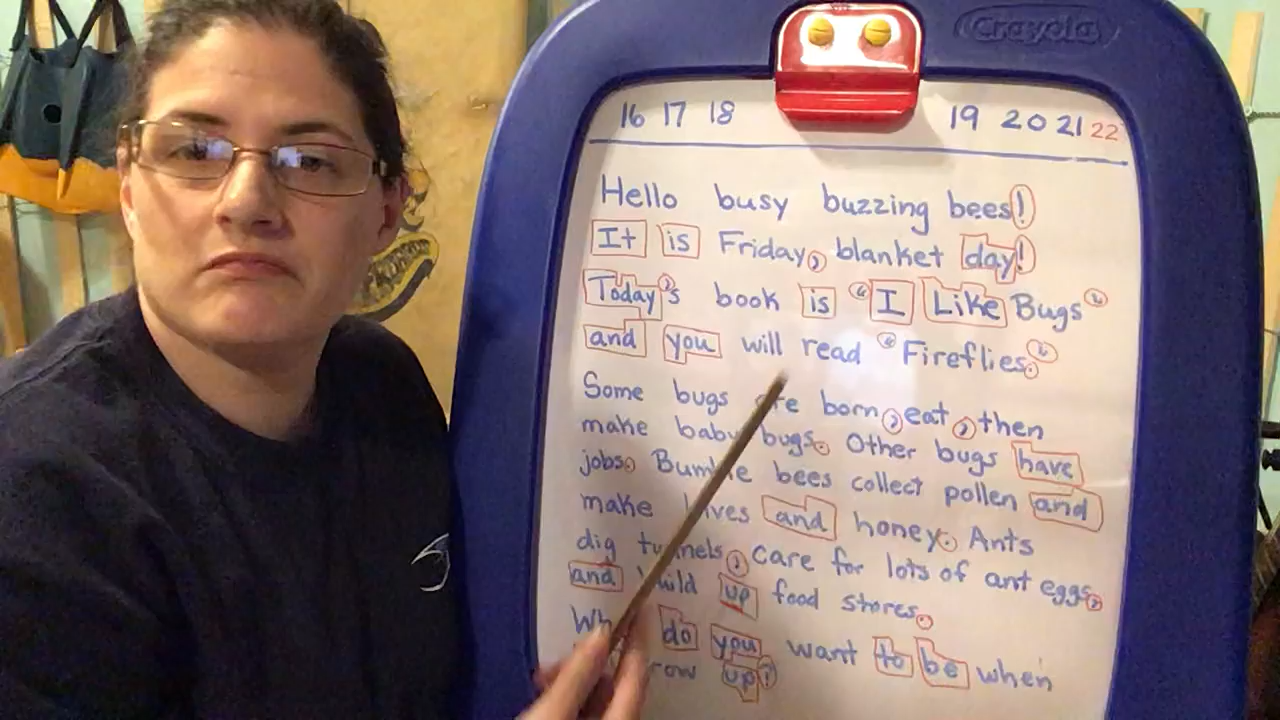 Crayola
16 17 18 19 20 21 22
Hello busy buzzing bees!
It is Friday, blanket day!
Today's book is "I Like Bugs"
and you will read "Fireflies."
Some bugs are born, eat, then
make baby bugs. Other bugs have
jobs. Bumble bees collect pollen and
make hives and honey. Ants
dig tunnels, care for lots of ant eggs,
and build up food stores.
do you want to be when
up?